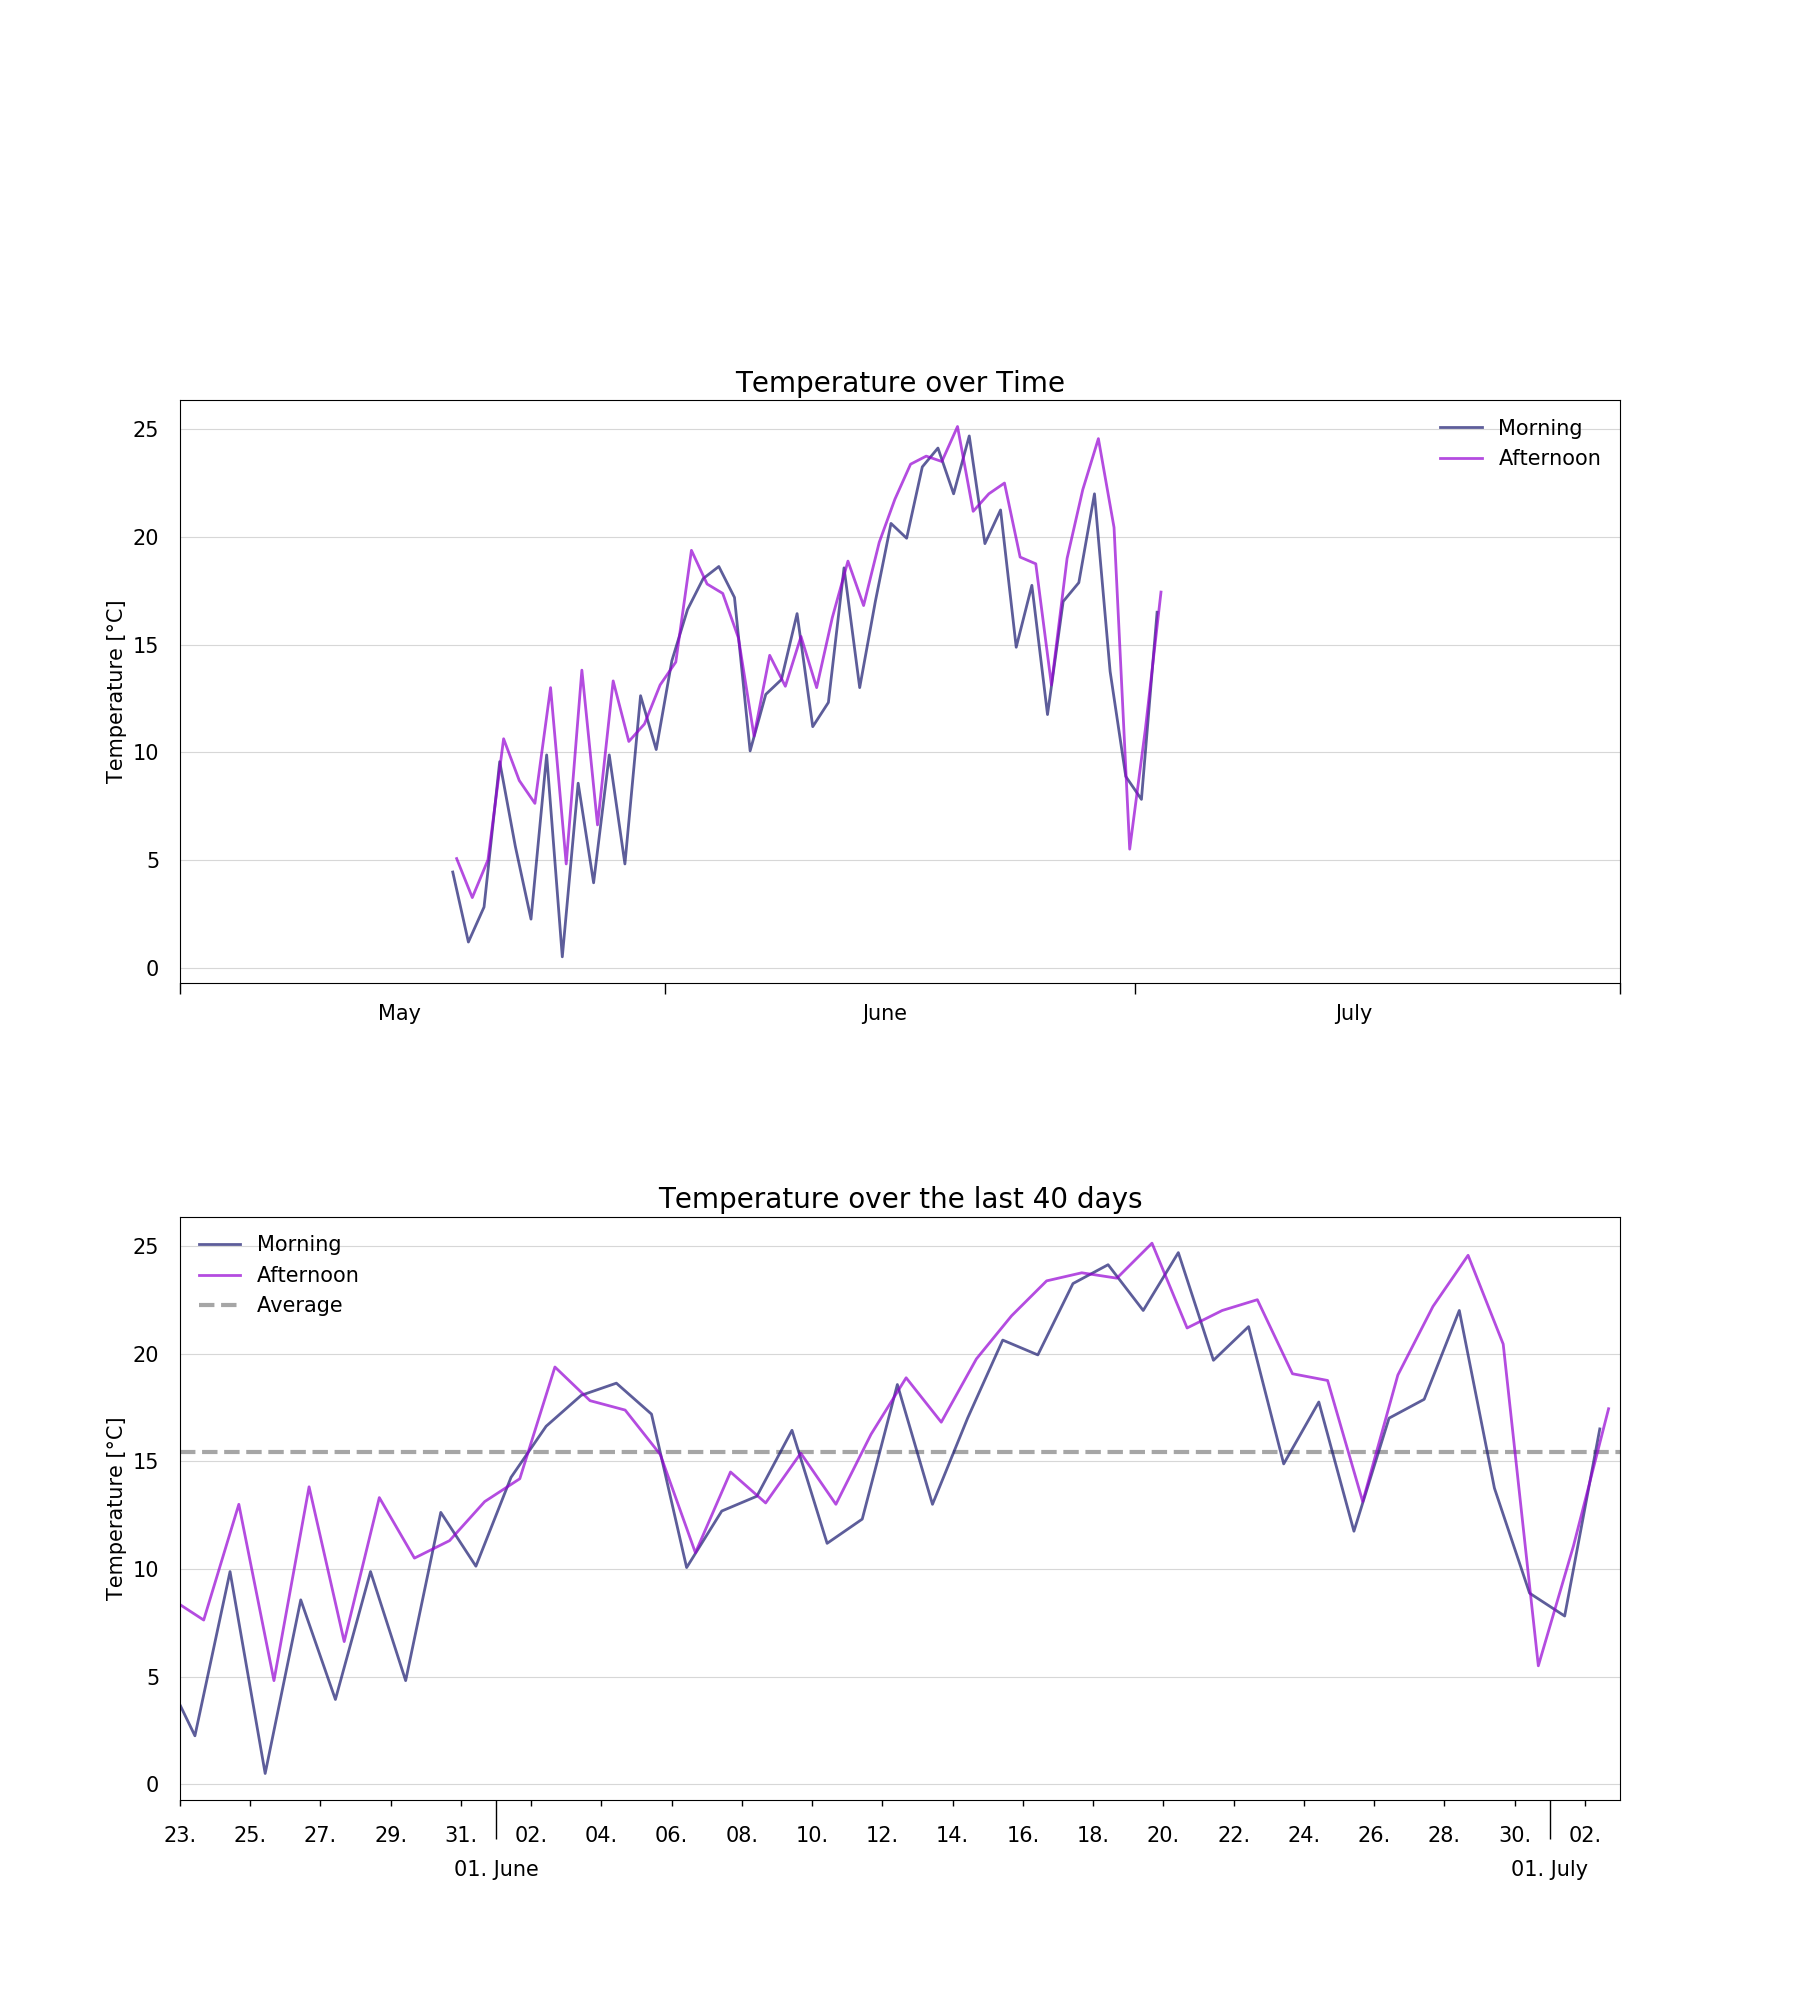 Temperature over Time
Morning
Afternoon
25
20
15
10
5
0
Temperature [°C]
May June July
Temperature over the last 40 days
Morning
Afternoon
Average
25
20
15
10
5
0
Temperature [°C]
23. 25. 27. 29. 31. 02. 04. 06. 08. 10. 12. 14. 16. 18. 20. 22. 24. 26. 28. 30. 02.
01. June 01. July